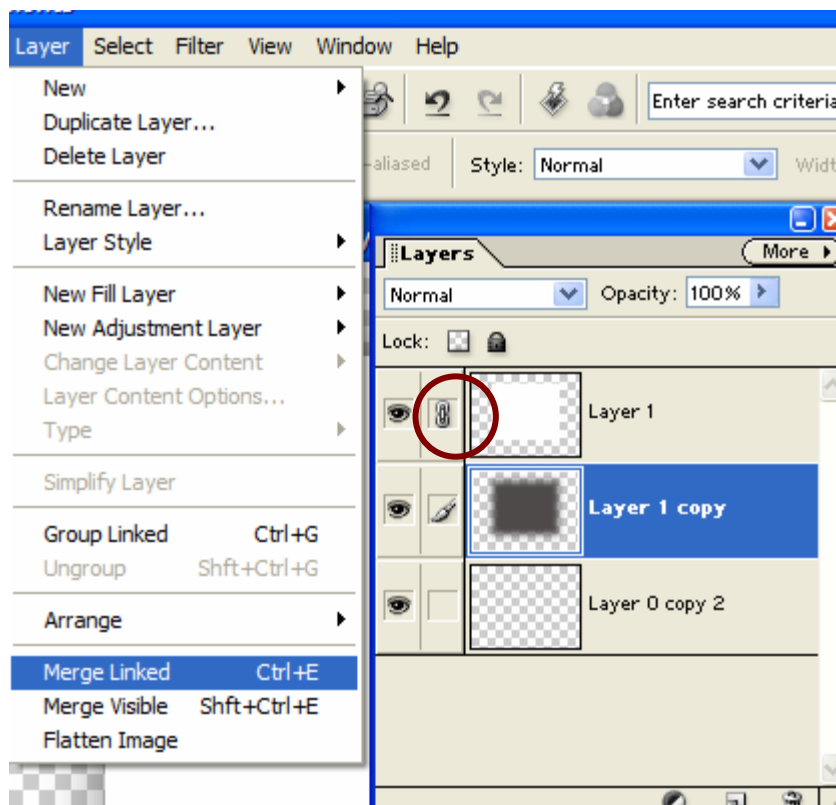 Layer Select Filter View Window Help
New
Duplicate Layer...
Delete Layer
Rename Layer...
Layer Style
New Fill Layer
New Adjustment Layer
Change Layer Content
Layer Content Options...
Type
Simplify Layer
Group Linked Ctrl+G
Ungroup Shft+Ctrl+G
Arrange
Merge Linked Ctrl+E
Merge Visible Shft+Ctrl+E
Flatten Image
Enter search criteria
-aliased Style: Normal Widt
Layers More
Normal Opacity: 100%
Lock:
Layer 1
Layer 1 copy
Layer 0 copy 2